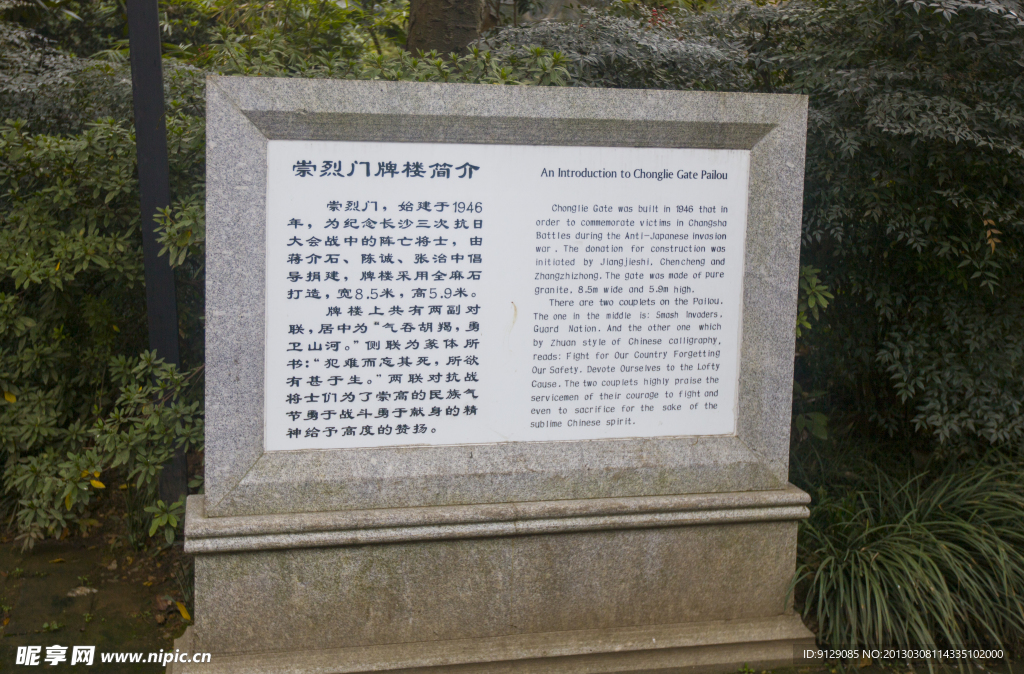 崇烈门牌楼简介
崇烈门，始建于1946
年，为纪念长沙三次抗日
大会战中的阵亡将士，由
蒋介石、陈诚、张治中倡
导捐建，牌楼采用全麻石
打造，宽8.5米，高5.9米。
牌楼上共有两副对
联，居中为“气吞胡羯，勇
卫山河。”侧联为篆体所
书：“犯难而忘其死，所欲
有甚于生。”两联对抗战
将士们为了崇高的民族气
节勇于战斗勇于献身的精
神给予高度的赞扬。
An Introduction to Chonglie Gate Pailou
Chonglie Gate was built in 1946 that in
order to commemorate victims in Changsha
Battles during the Anti-Japanese invasion
war. The donation for construction was
initiated by Jiangjieshi, Chencheng and
Zhangzhizhong. The gate was made of pure
granite, 8.5m wide and 5.9m high.
There are two couplets on the Pailou.
The one in the middle is: Smash Invaders,
Guard Nation. And the other one which
by Zhuan style of Chinese calligraphy,
reads: Fight for Our Country Forgetting
Our Safety, Devote Ourselves to the Lofty
Cause. The two couplets highly praise the
servicemen of their courage to fight and
even to sacrifice for the sake of the
sublime Chinese spirit.
昵享网 www.nipic.cn
ID:9129085 NO:20130308114335102000